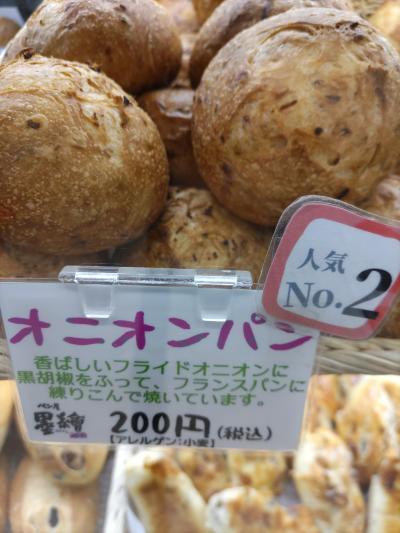 人気
No.2
オニオンパン
香ばしいフライドオニオンに
黒胡椒をふって、フランスパンに
練りこんで焼いています。
パン月
墨繪
200円(税込)
【アレルゲン:小麦】